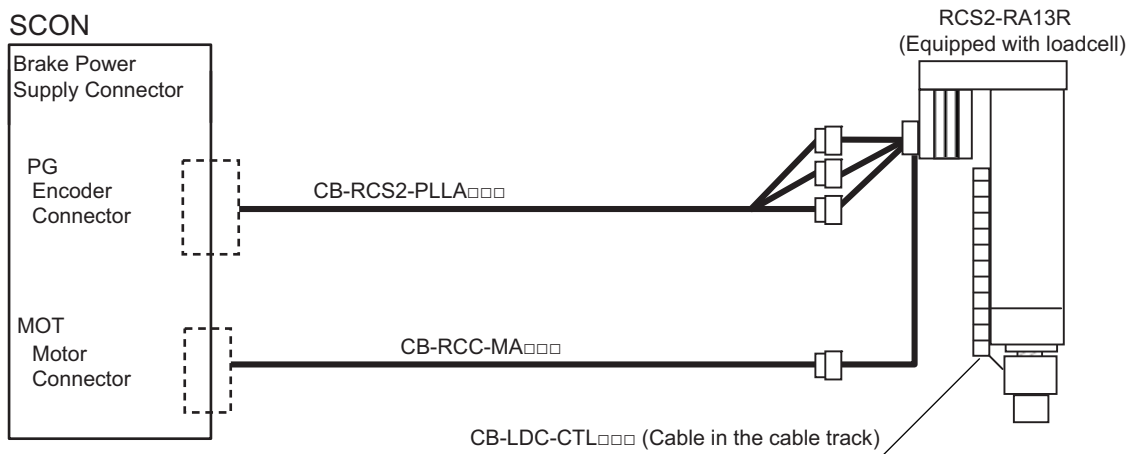 SCON
RCS2-RA13R
(Equipped with loadcell)
Brake Power
Supply Connector
PG
Encoder
Connector
CB-RCS2-PLLA□□□
MOT
Motor
Connector
CB-RCC-MA□□□
CB-LDC-CTL□□□ (Cable in the cable track)